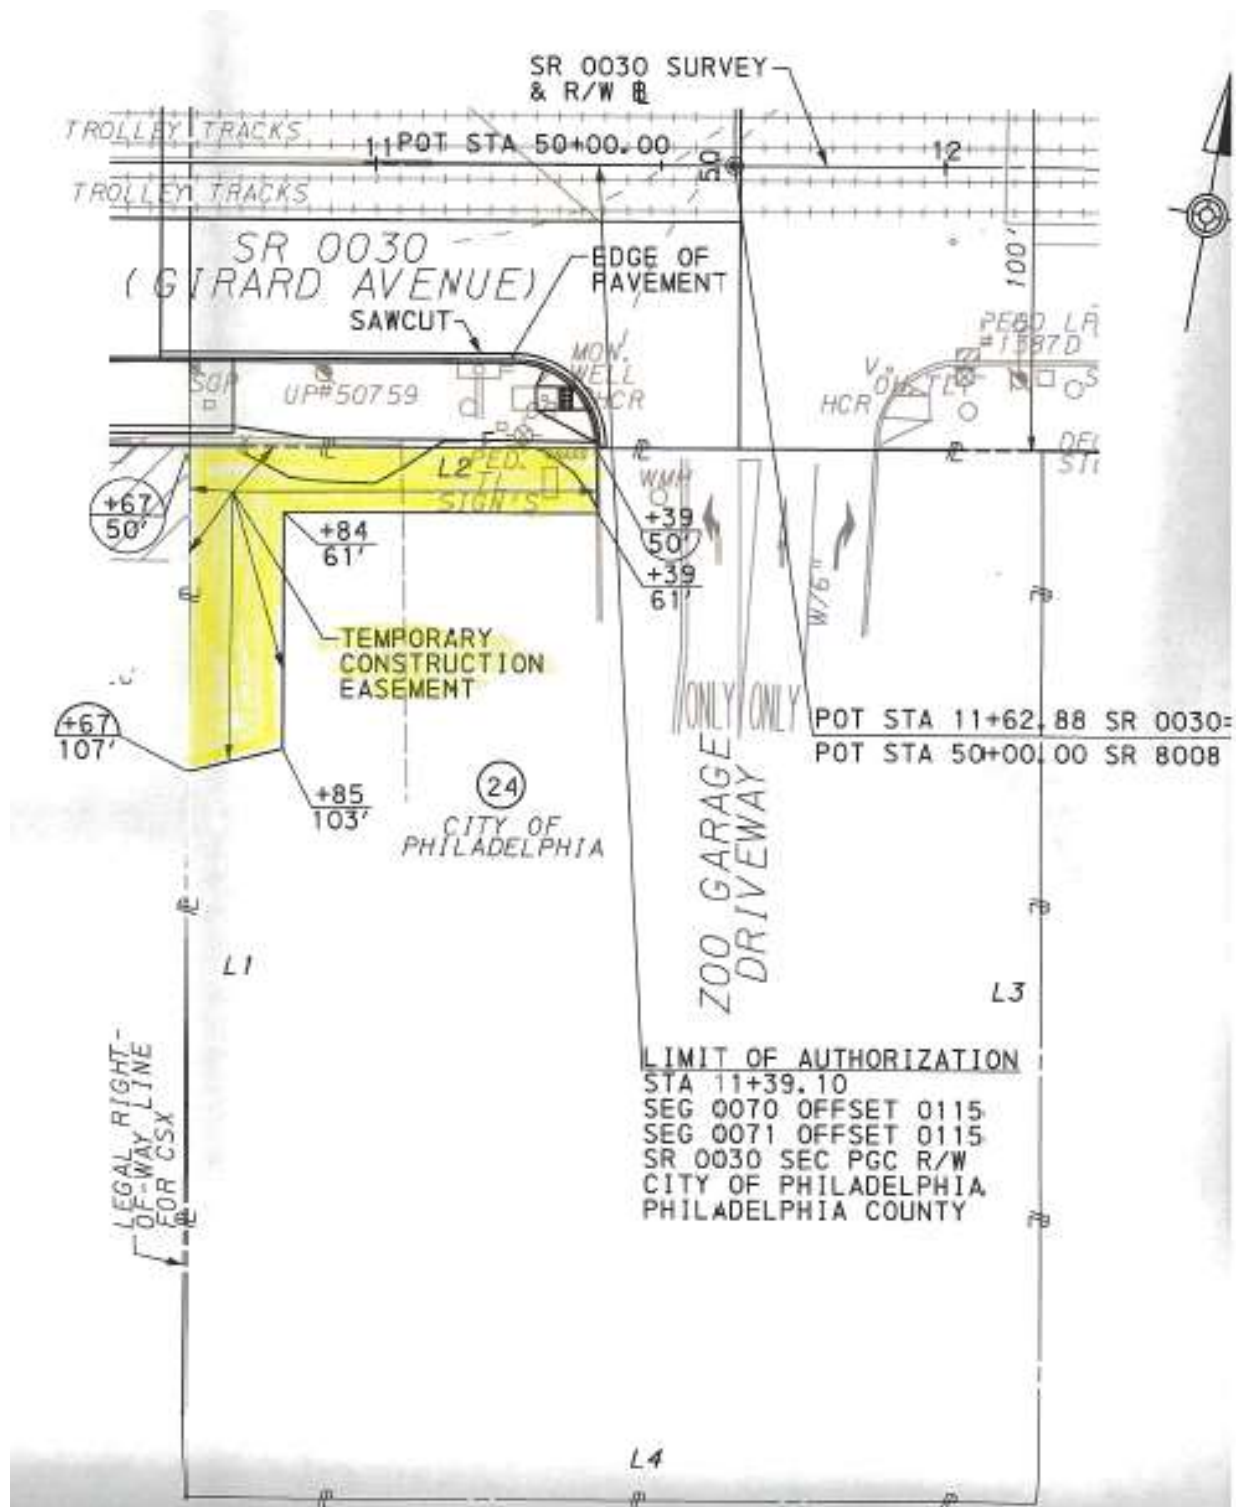 SR 0030 SURVEY
& R/W ⅊
TROLLEY TRACKS
11 POT STA 50+00.00
50
12
TROLLEY TRACKS
SR 0030
(GIRARD AVENUE)
EDGE OF
PAVEMENT
100'
SAWCUT
MON.
WELL
HCR
UP#50759
#1387D
HCR
L2
PED.
SIGN'S
WMH
+67
50'
+84
61'
+39
50'
+39
61'
W/6"
TEMPORARY
CONSTRUCTION
EASEMENT
ONLY ONLY
+67
107'
POT STA 11+62.88 SR 0030=
POT STA 50+00.00 SR 8008
+85
103'
24
CITY OF
PHILADELPHIA
ZOO GARAGE
DRIVEWAY
L1
L3
LEGAL RIGHT-
OF-WAY LINE
FOR CSX
LIMIT OF AUTHORIZATION
STA 11+39.10
SEG 0070 OFFSET 0115
SEG 0071 OFFSET 0115
SR 0030 SEC PGC R/W
CITY OF PHILADELPHIA
PHILADELPHIA COUNTY
L4